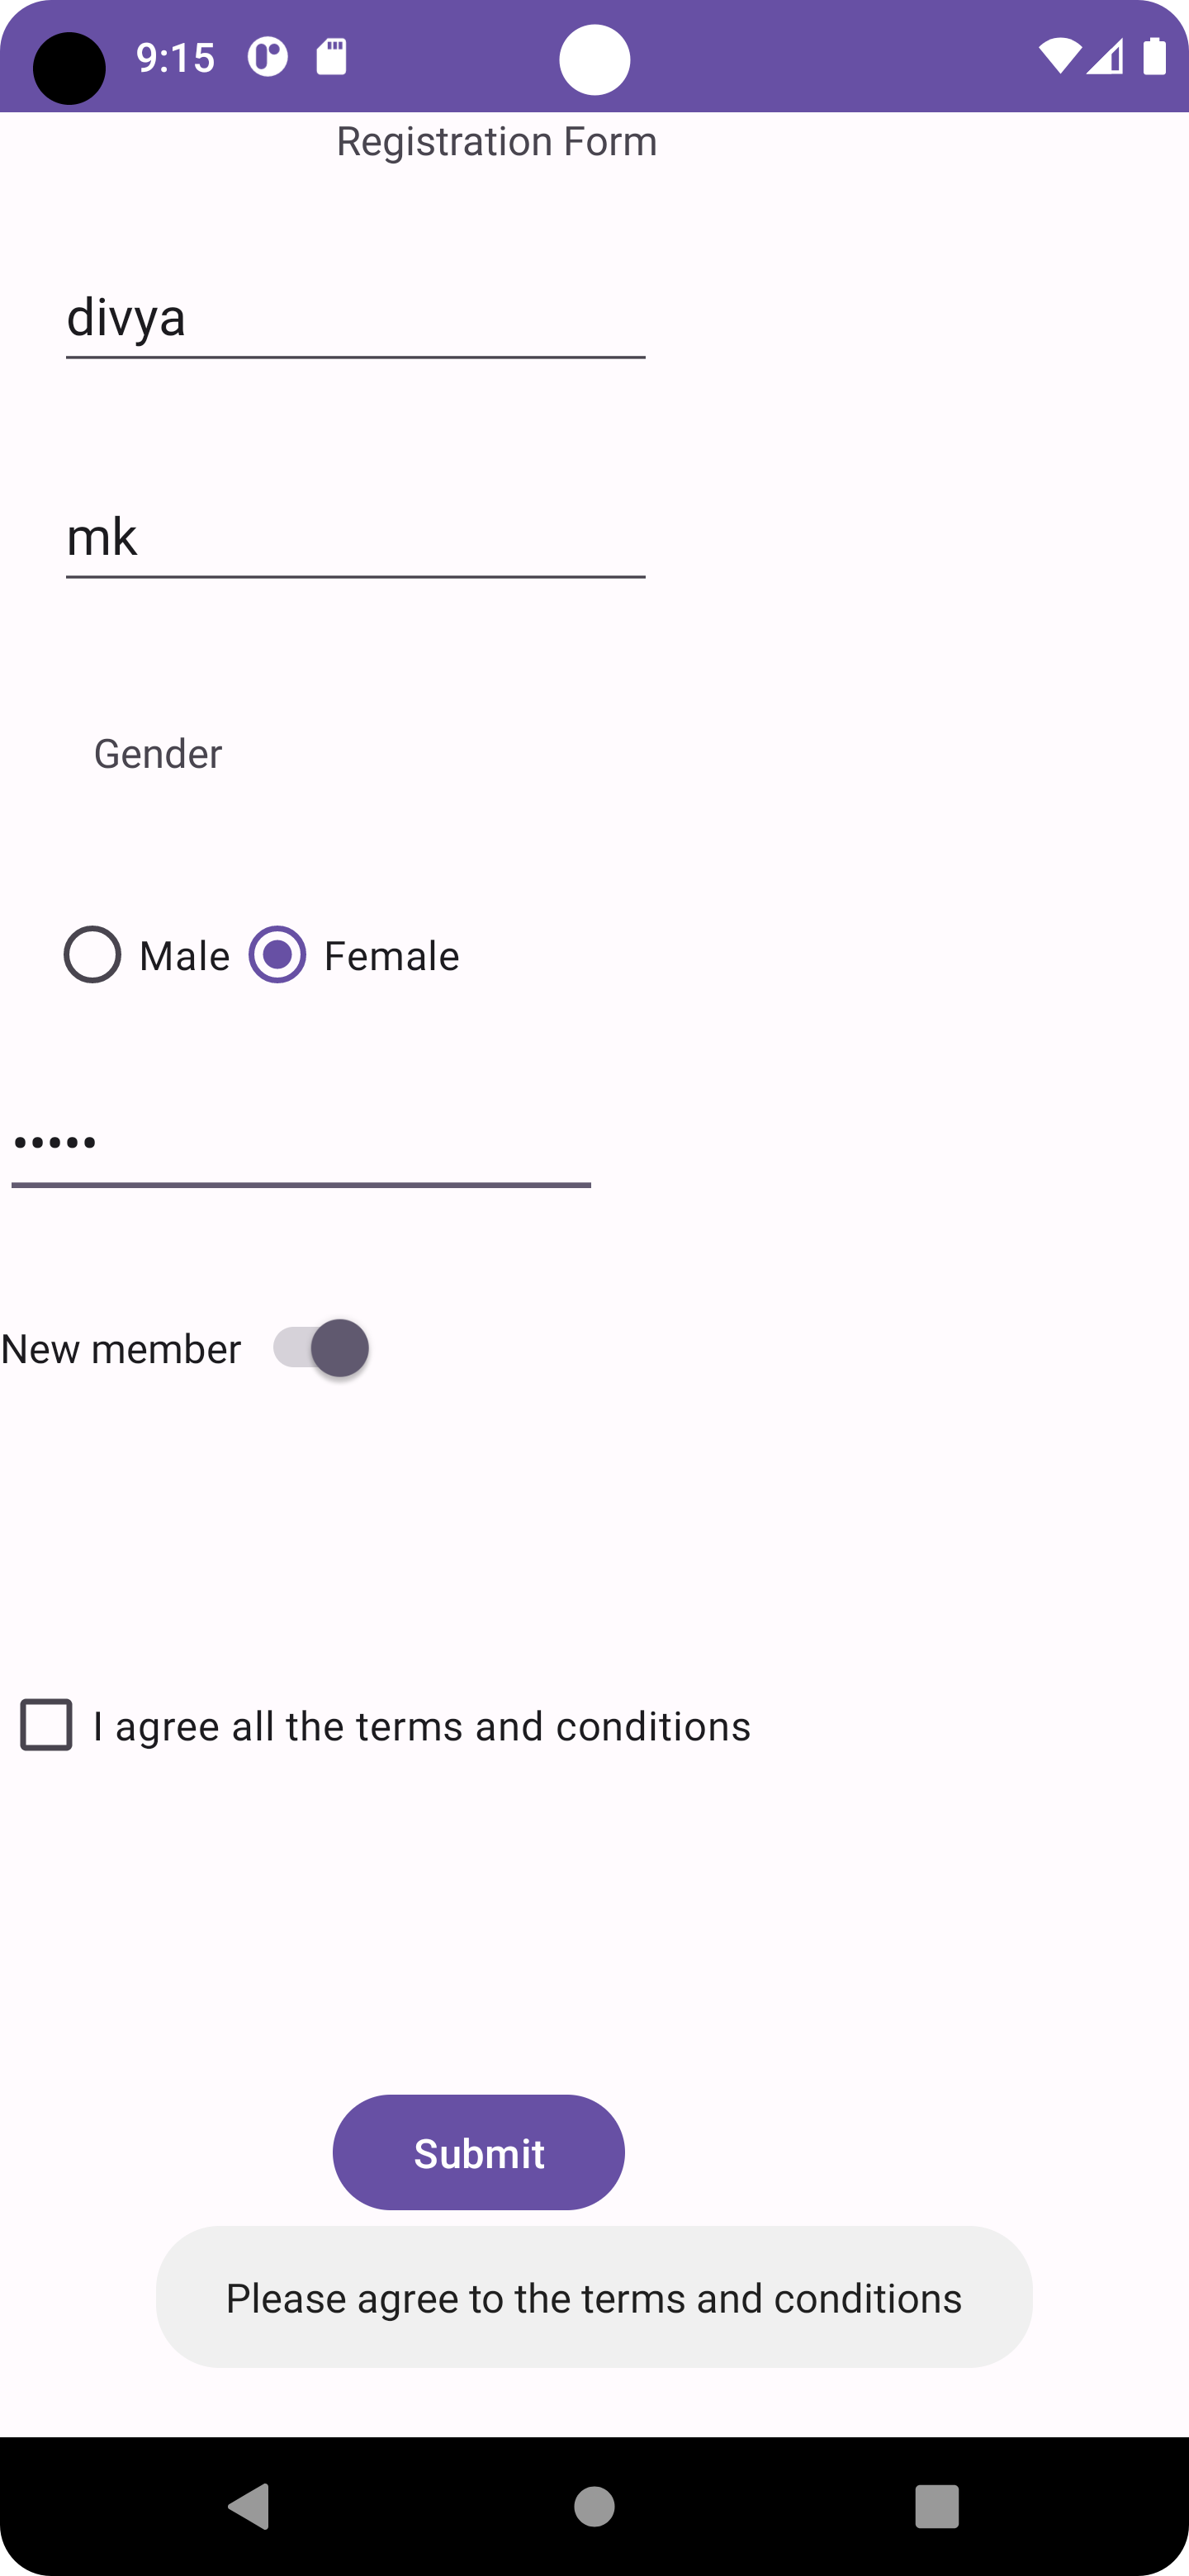 9:15
Registration Form
divya
mk
Gender
Male Female
•••••
New member
I agree all the terms and conditions
Submit
Please agree to the terms and conditions